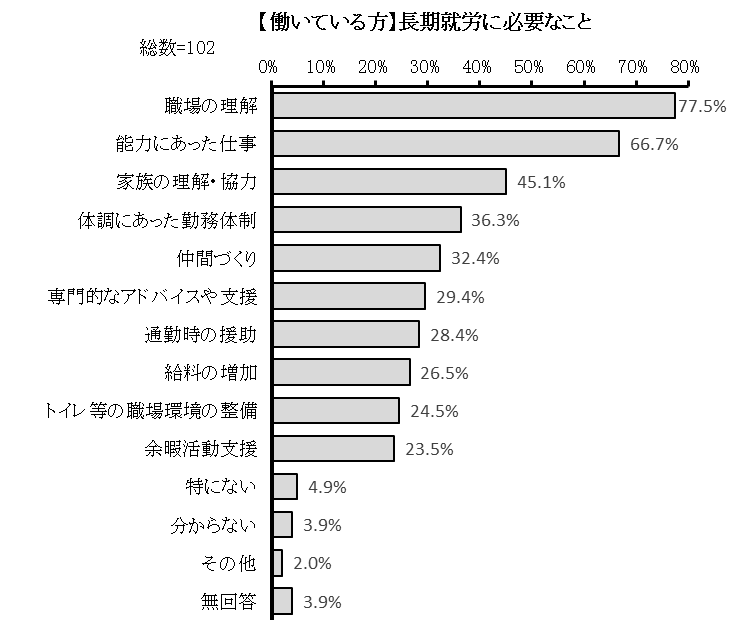 【働いている方】長期就労に必要なこと
総数=102
0% 10% 20% 30% 40% 50% 60% 70% 80%
職場の理解 77.5%
能力にあった仕事 66.7%
家族の理解・協力 45.1%
体調にあった勤務体制 36.3%
仲間づくり 32.4%
専門的なアドバイスや支援 29.4%
通勤時の援助 28.4%
給料の増加 26.5%
トイレ等の職場環境の整備 24.5%
余暇活動支援 23.5%
特にない 4.9%
分からない 3.9%
その他 2.0%
無回答 3.9%